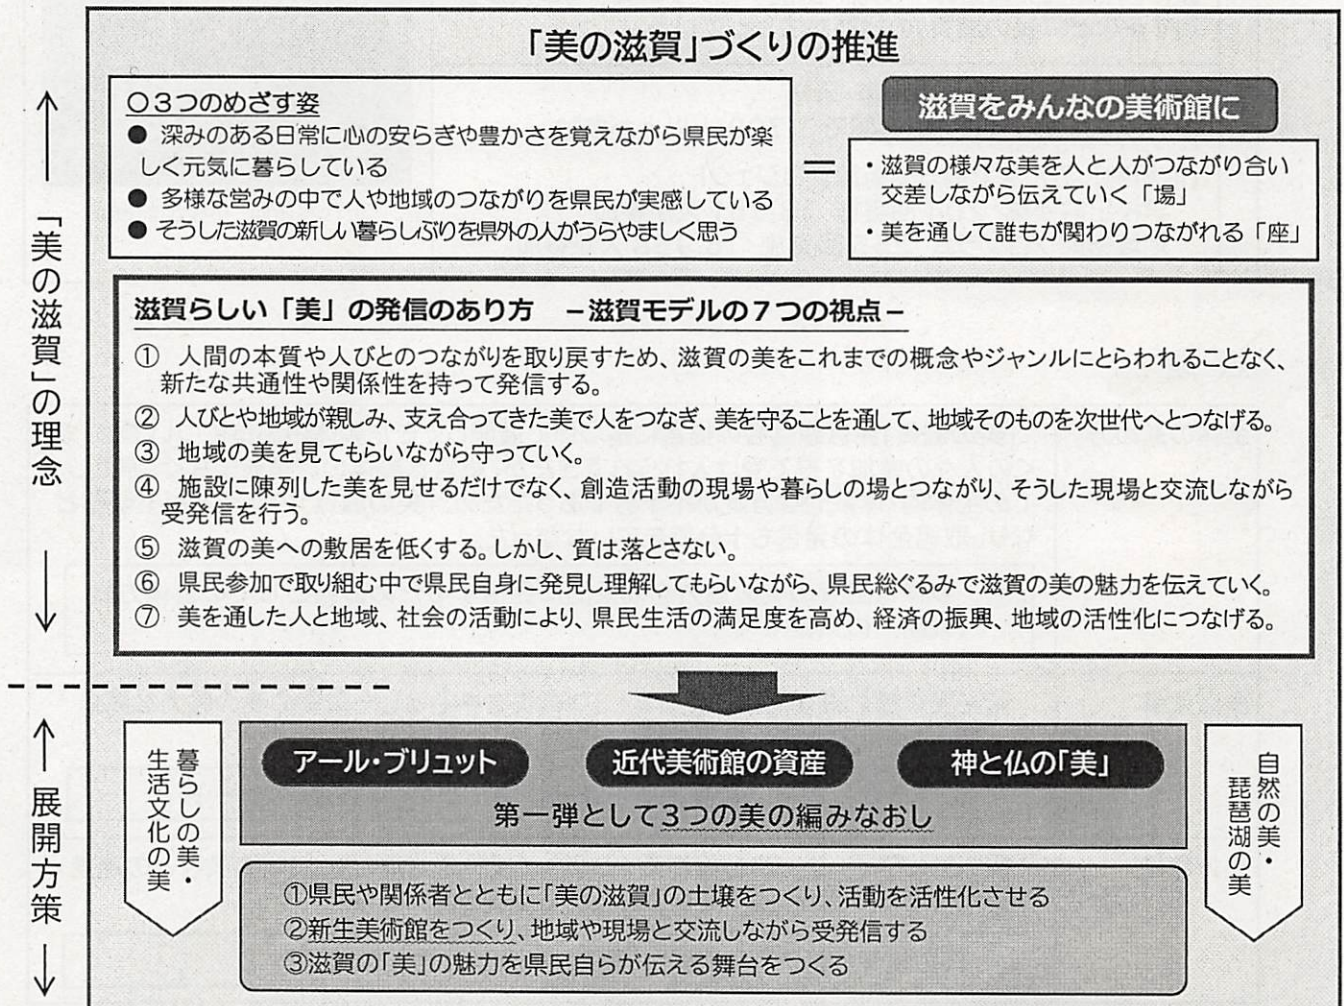 「美の滋賀」づくりの推進
「美の滋賀」の理念
○3つのめざす姿
● 深みのある日常に心の安らぎや豊かさを覚えながら県民が楽
しく元気に暮らしている
● 多様な営みの中で人や地域のつながりを県民が実感している
● そうした滋賀の新しい暮らしぶりを県外の人がうらやましく思う
=
滋賀をみんなの美術館に
・滋賀の様々な美を人と人がつながり合い
交差しながら伝えていく「場」
・美を通して誰もが関わりつながれる「座」
滋賀らしい「美」の発信のあり方 −滋賀モデルの7つの視点−
① 人間の本質や人びとのつながりを取り戻すため、滋賀の美をこれまでの概念やジャンルにとらわれることなく、
新たな共通性や関係性を持って発信する。
② 人びとや地域が親しみ、支え合ってきた美で人をつなぎ、美を守ることを通して、地域そのものを次世代へとつなげる。
③ 地域の美を見てもらいながら守っていく。
④ 施設に陳列した美を見せるだけでなく、創造活動の現場や暮らしの場とつながり、そうした現場と交流しながら
受発信を行う。
⑤ 滋賀の美への敷居を低くする。しかし、質は落とさない。
⑥ 県民参加で取り組む中で県民自身に発見し理解してもらいながら、県民総ぐるみで滋賀の美の魅力を伝えていく。
⑦ 美を通した人と地域、社会の活動により、県民生活の満足度を高め、経済の振興、地域の活性化につなげる。
展開方策
暮らしの美・
生活文化の美
アール・ブリュット
近代美術館の資産
神と仏の「美」
第一弾として3つの美の編みなおし
自然の美・
琵琶湖の美
①県民や関係者とともに「美の滋賀」の土壌をつくり、活動を活性化させる
②新生美術館をつくり、地域や現場と交流しながら受発信する
③滋賀の「美」の魅力を県民自らが伝える舞台をつくる